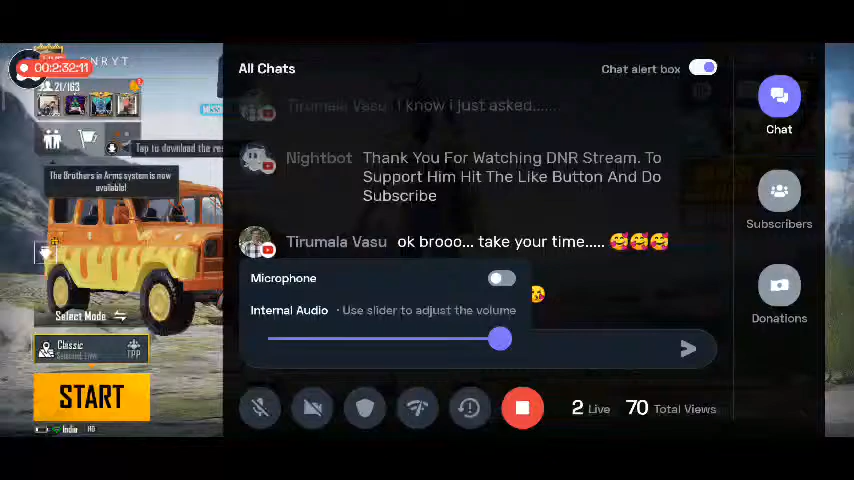 NRYT
00:2:32:11
21/163
Tap to download the res
The Brothers in Arms system is now
available!
Select Mode
Classic
TPP
START
India
HD
All Chats
Chat alert box
Tirumala Vasu I know i just asked.......
Nightbot Thank You For Watching DNR Stream. To
Support Him Hit The Like Button And Do
Subscribe
Tirumala Vasu ok brooo... take your time..... 🥰🥰🥰
Microphone
Internal Audio · Use slider to adjust the volume
2 Live 70 Total Views
Chat
Subscribers
Donations